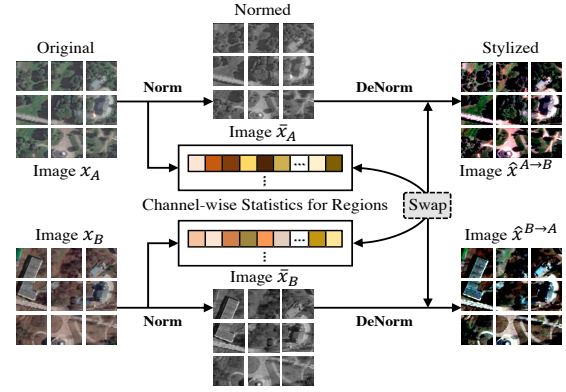 Normed
Original
Stylized
Norm
DeNorm
Image x̄_A
Image x_A
Image x̂^{A→B}
...
⋮
Channel-wise Statistics for Regions
Swap
Image x_B
Image x̂^{B→A}
...
⋮
Image x̄_B
Norm
DeNorm